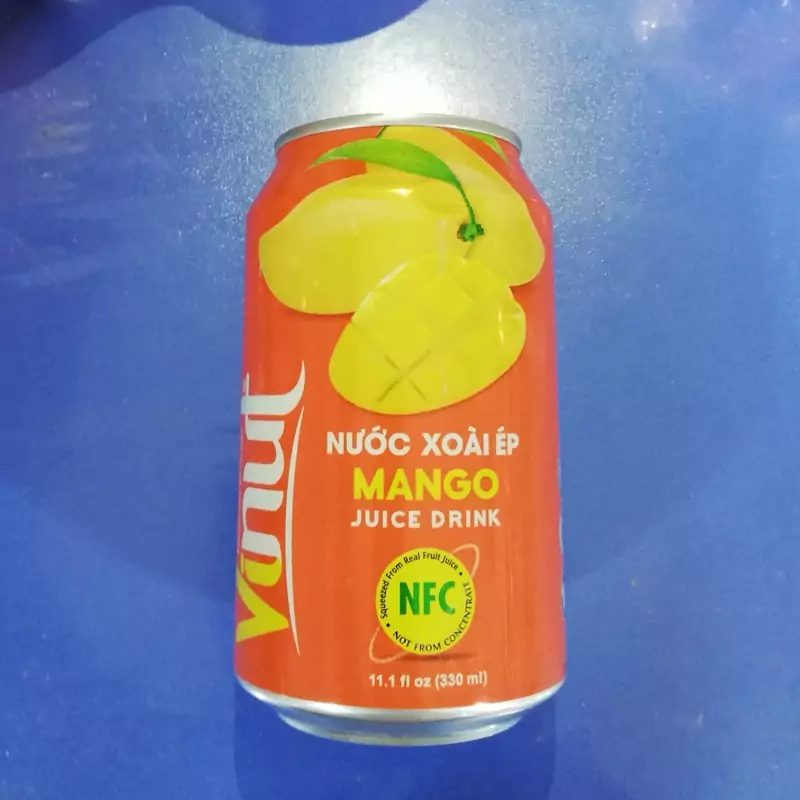 Vinut
NƯỚC XOÀI ÉP
MANGO
JUICE DRINK
Squeezed From Real Fruit Juice
NFC
NOT FROM CONCENTRATE
11.1 fl oz (330 ml)